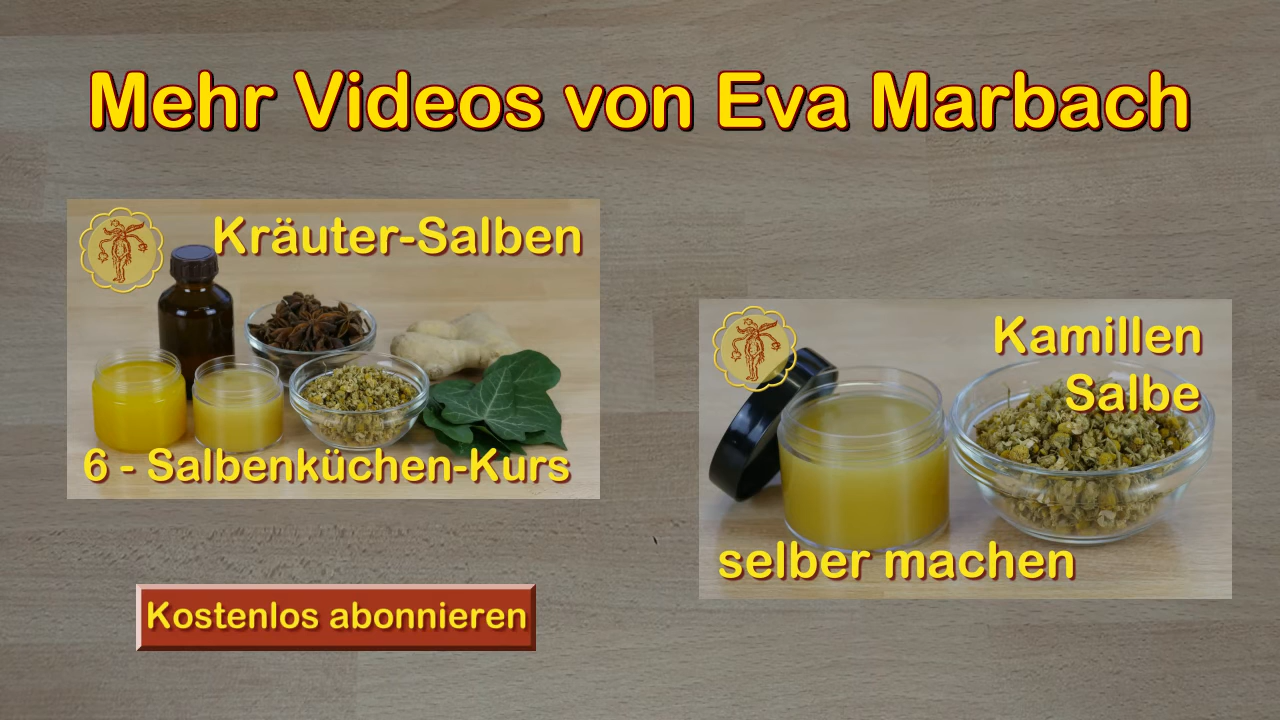 Mehr Videos von Eva Marbach
Kräuter-Salben
6 - Salbenküchen-Kurs
Kamillen
Salbe
selber machen
Kostenlos abonnieren